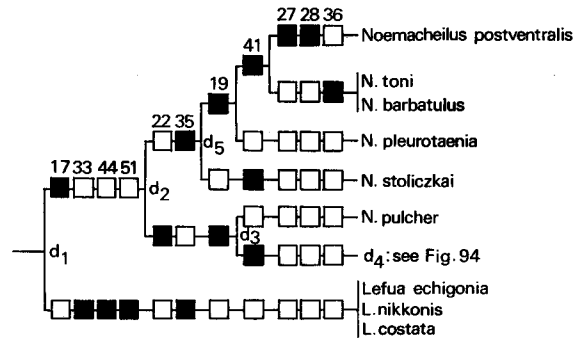 27 28 36
Noemacheilus postventralis
41
N. toni
N. barbatulus
19
22 35
N. pleurotaenia
d5
17 33 44 51
N. stoliczkai
d2
N. pulcher
d3
d1
d4: see Fig. 94
Lefua echigonia
L. nikkonis
L. costata